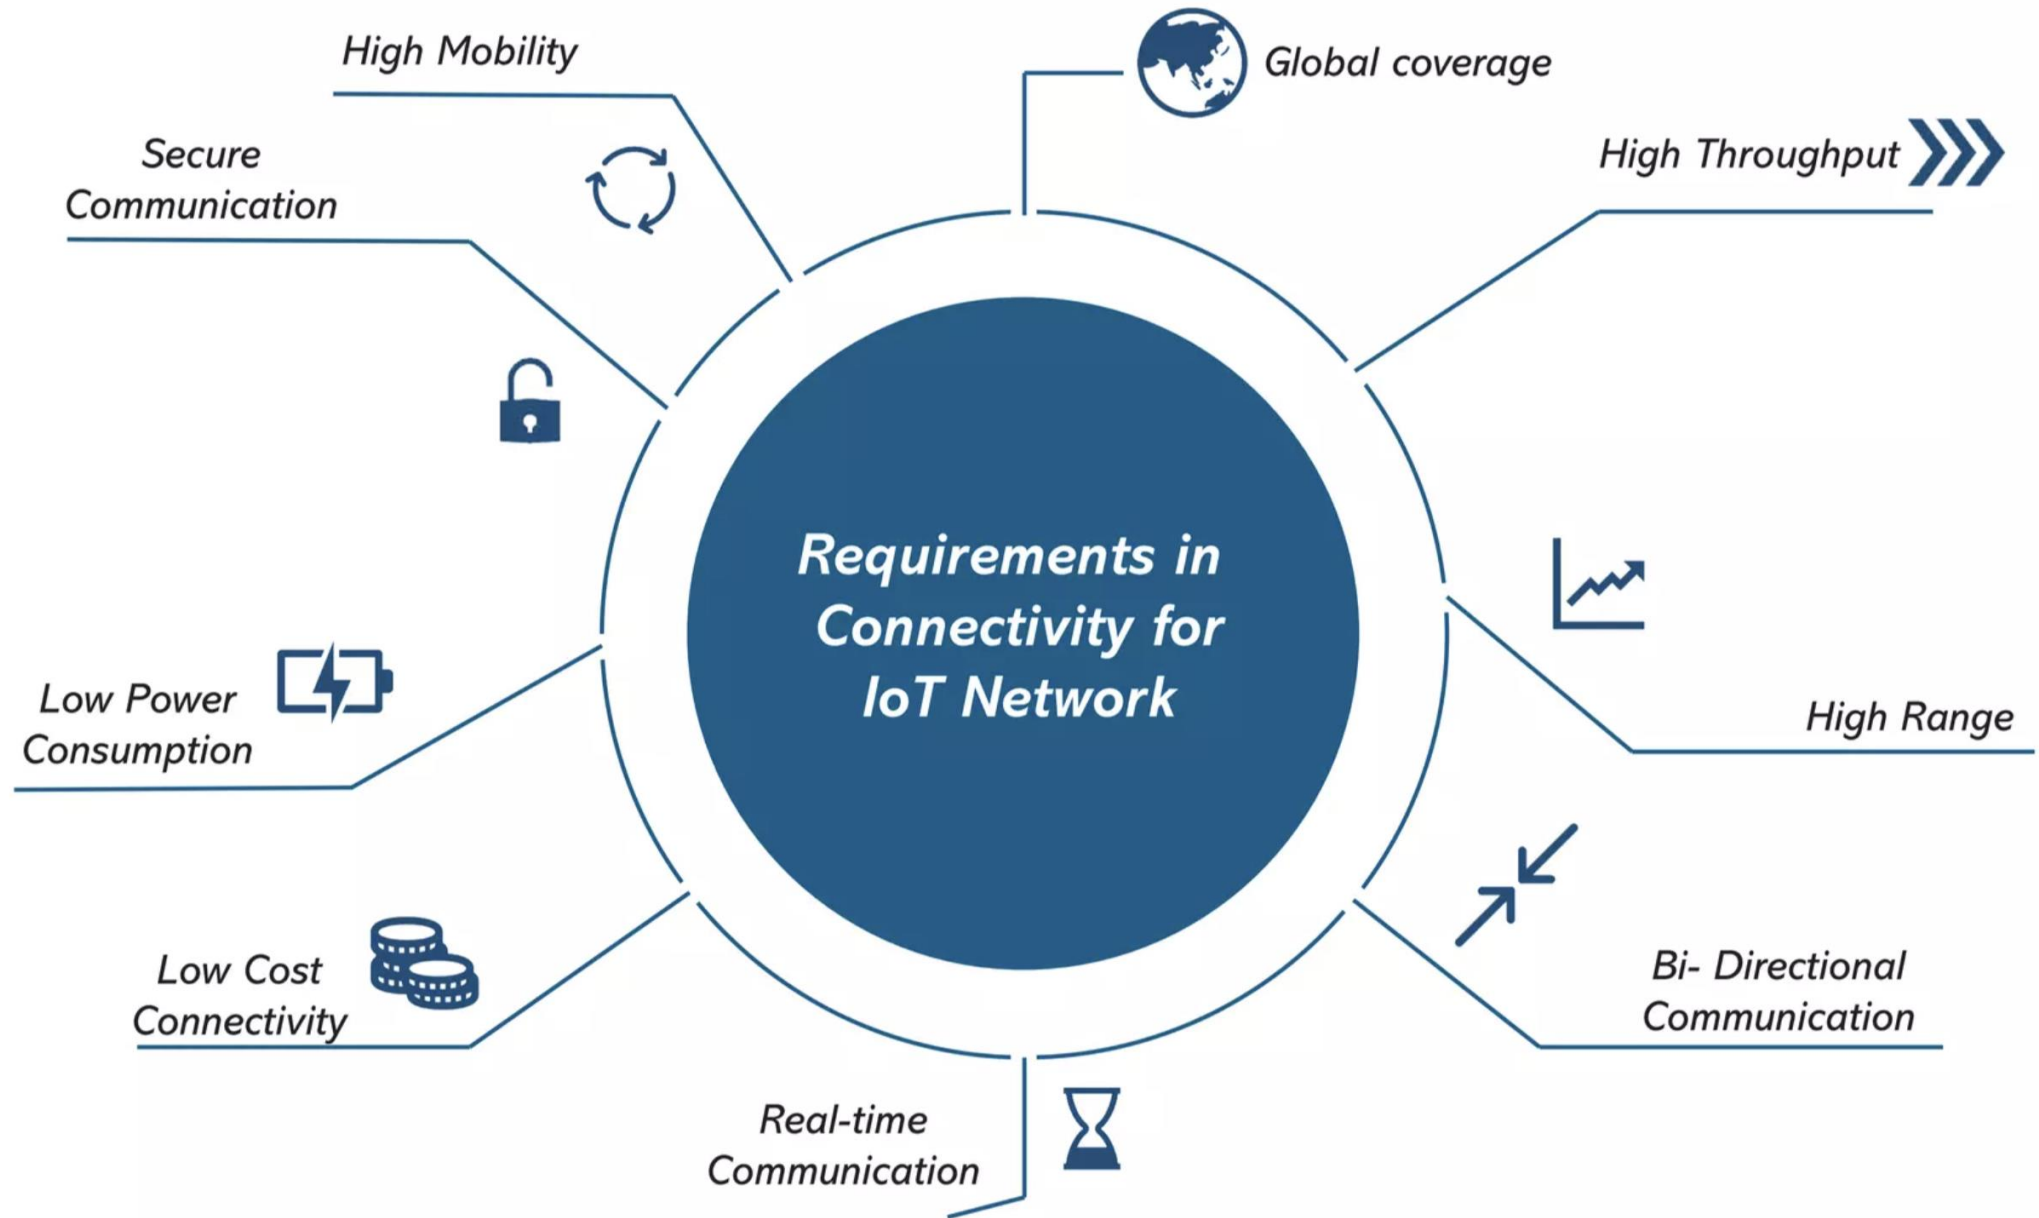 High Mobility
Global coverage
High Throughput
Secure
Communication
Requirements in
Connectivity for
IoT Network
Low Power
Consumption
High Range
Low Cost
Connectivity
Bi- Directional
Communication
Real-time
Communication